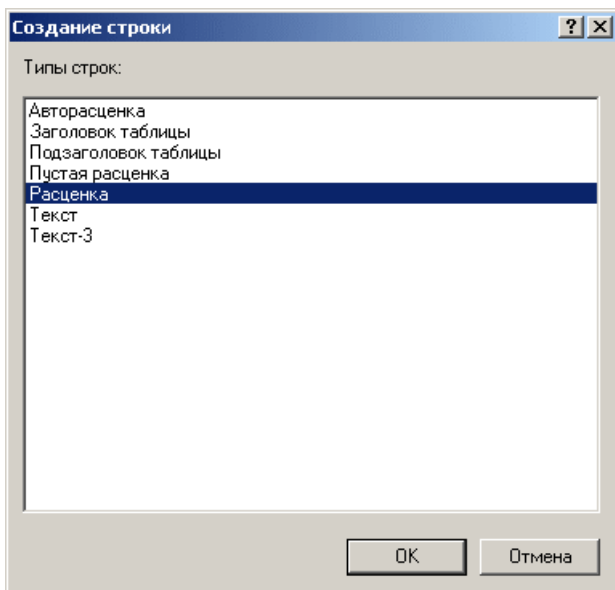 Создание строки
Типы строк:
Авторасценка
Заголовок таблицы
Подзаголовок таблицы
Пустая расценка
Расценка
Текст
Текст-3
OK
Отмена